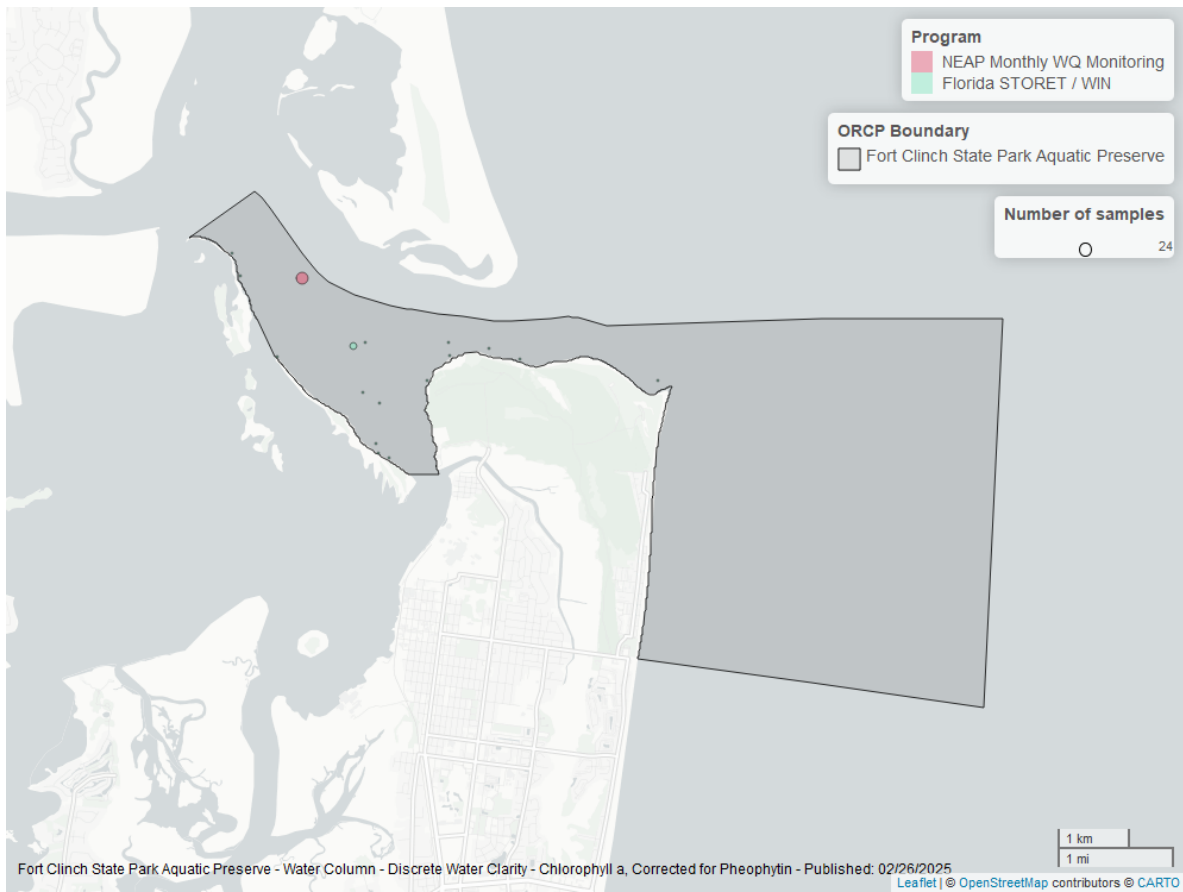 Program
NEAP Monthly WQ Monitoring
Florida STORET / WIN
ORCP Boundary
Fort Clinch State Park Aquatic Preserve
Number of samples
24
1 km
1 mi
Fort Clinch State Park Aquatic Preserve - Water Column - Discrete Water Clarity - Chlorophyll a, Corrected for Pheophytin - Published: 02/26/2025
Leaflet | © OpenStreetMap contributors © CARTO